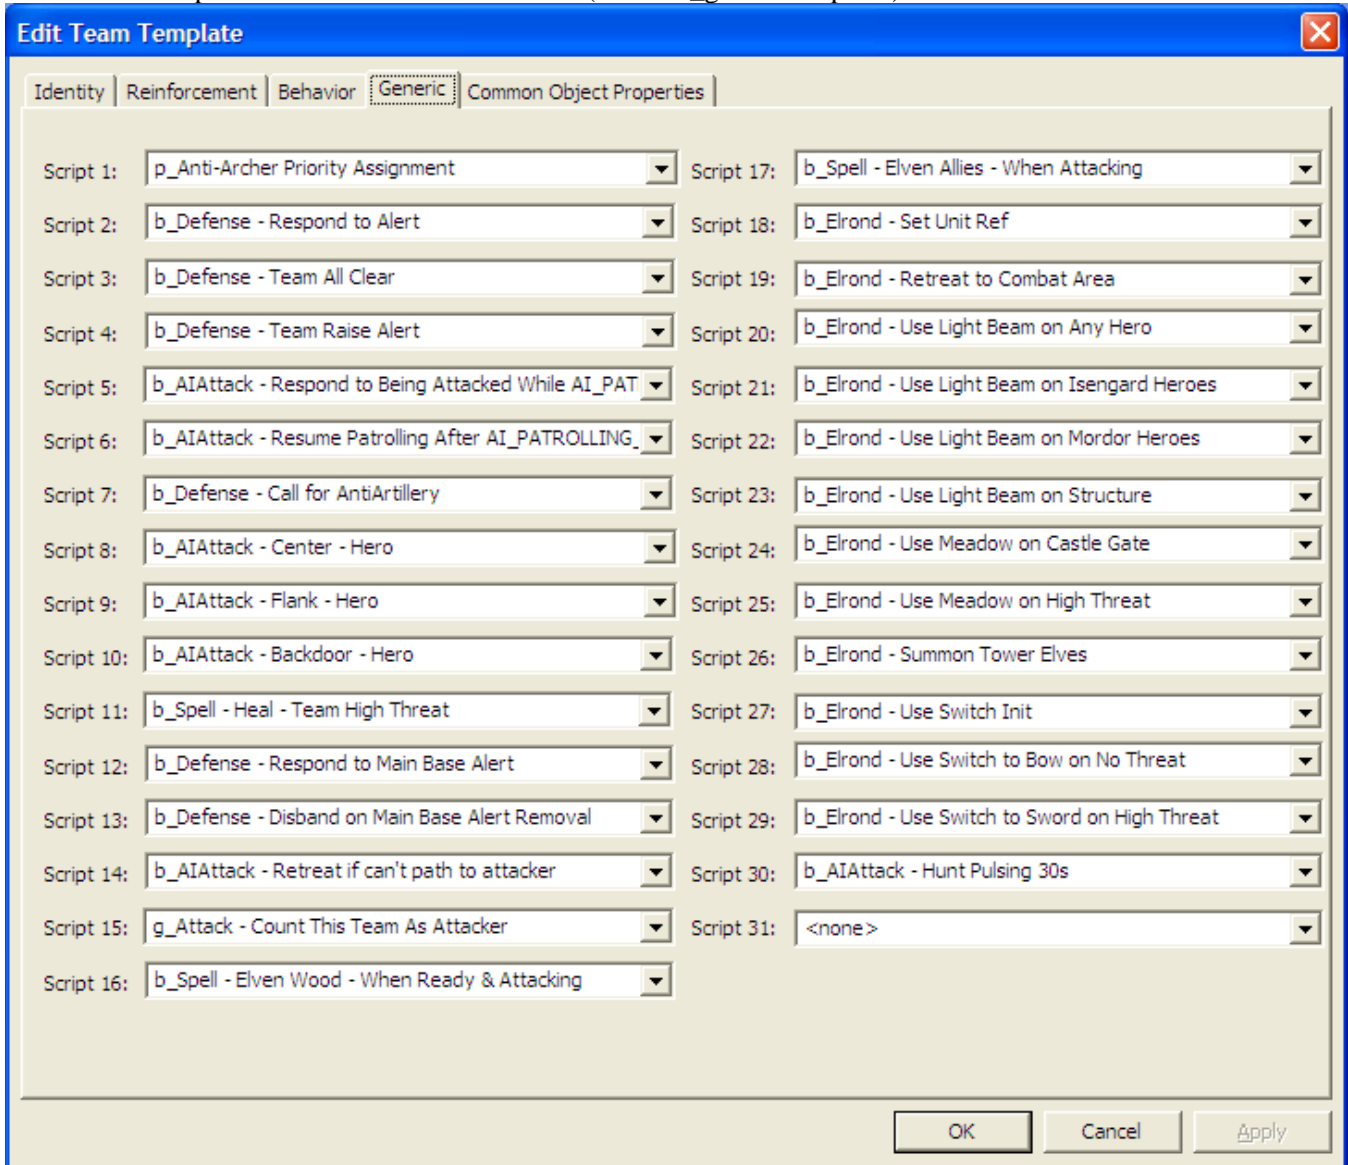 Edit Team Template
Identity Reinforcement Behavior Generic Common Object Properties
Script 1: p_Anti-Archer Priority Assignment
Script 2: b_Defense - Respond to Alert
Script 3: b_Defense - Team All Clear
Script 4: b_Defense - Team Raise Alert
Script 5: b_AIAttack - Respond to Being Attacked While AI_PAT
Script 6: b_AIAttack - Resume Patrolling After AI_PATROLLING_
Script 7: b_Defense - Call for AntiArtillery
Script 8: b_AIAttack - Center - Hero
Script 9: b_AIAttack - Flank - Hero
Script 10: b_AIAttack - Backdoor - Hero
Script 11: b_Spell - Heal - Team High Threat
Script 12: b_Defense - Respond to Main Base Alert
Script 13: b_Defense - Disband on Main Base Alert Removal
Script 14: b_AIAttack - Retreat if can't path to attacker
Script 15: g_Attack - Count This Team As Attacker
Script 16: b_Spell - Elven Wood - When Ready & Attacking
Script 17: b_Spell - Elven Allies - When Attacking
Script 18: b_Elrond - Set Unit Ref
Script 19: b_Elrond - Retreat to Combat Area
Script 20: b_Elrond - Use Light Beam on Any Hero
Script 21: b_Elrond - Use Light Beam on Isengard Heroes
Script 22: b_Elrond - Use Light Beam on Mordor Heroes
Script 23: b_Elrond - Use Light Beam on Structure
Script 24: b_Elrond - Use Meadow on Castle Gate
Script 25: b_Elrond - Use Meadow on High Threat
Script 26: b_Elrond - Summon Tower Elves
Script 27: b_Elrond - Use Switch Init
Script 28: b_Elrond - Use Switch to Bow on No Threat
Script 29: b_Elrond - Use Switch to Sword on High Threat
Script 30: b_AIAttack - Hunt Pulsing 30s
Script 31: <none>
OK Cancel Apply